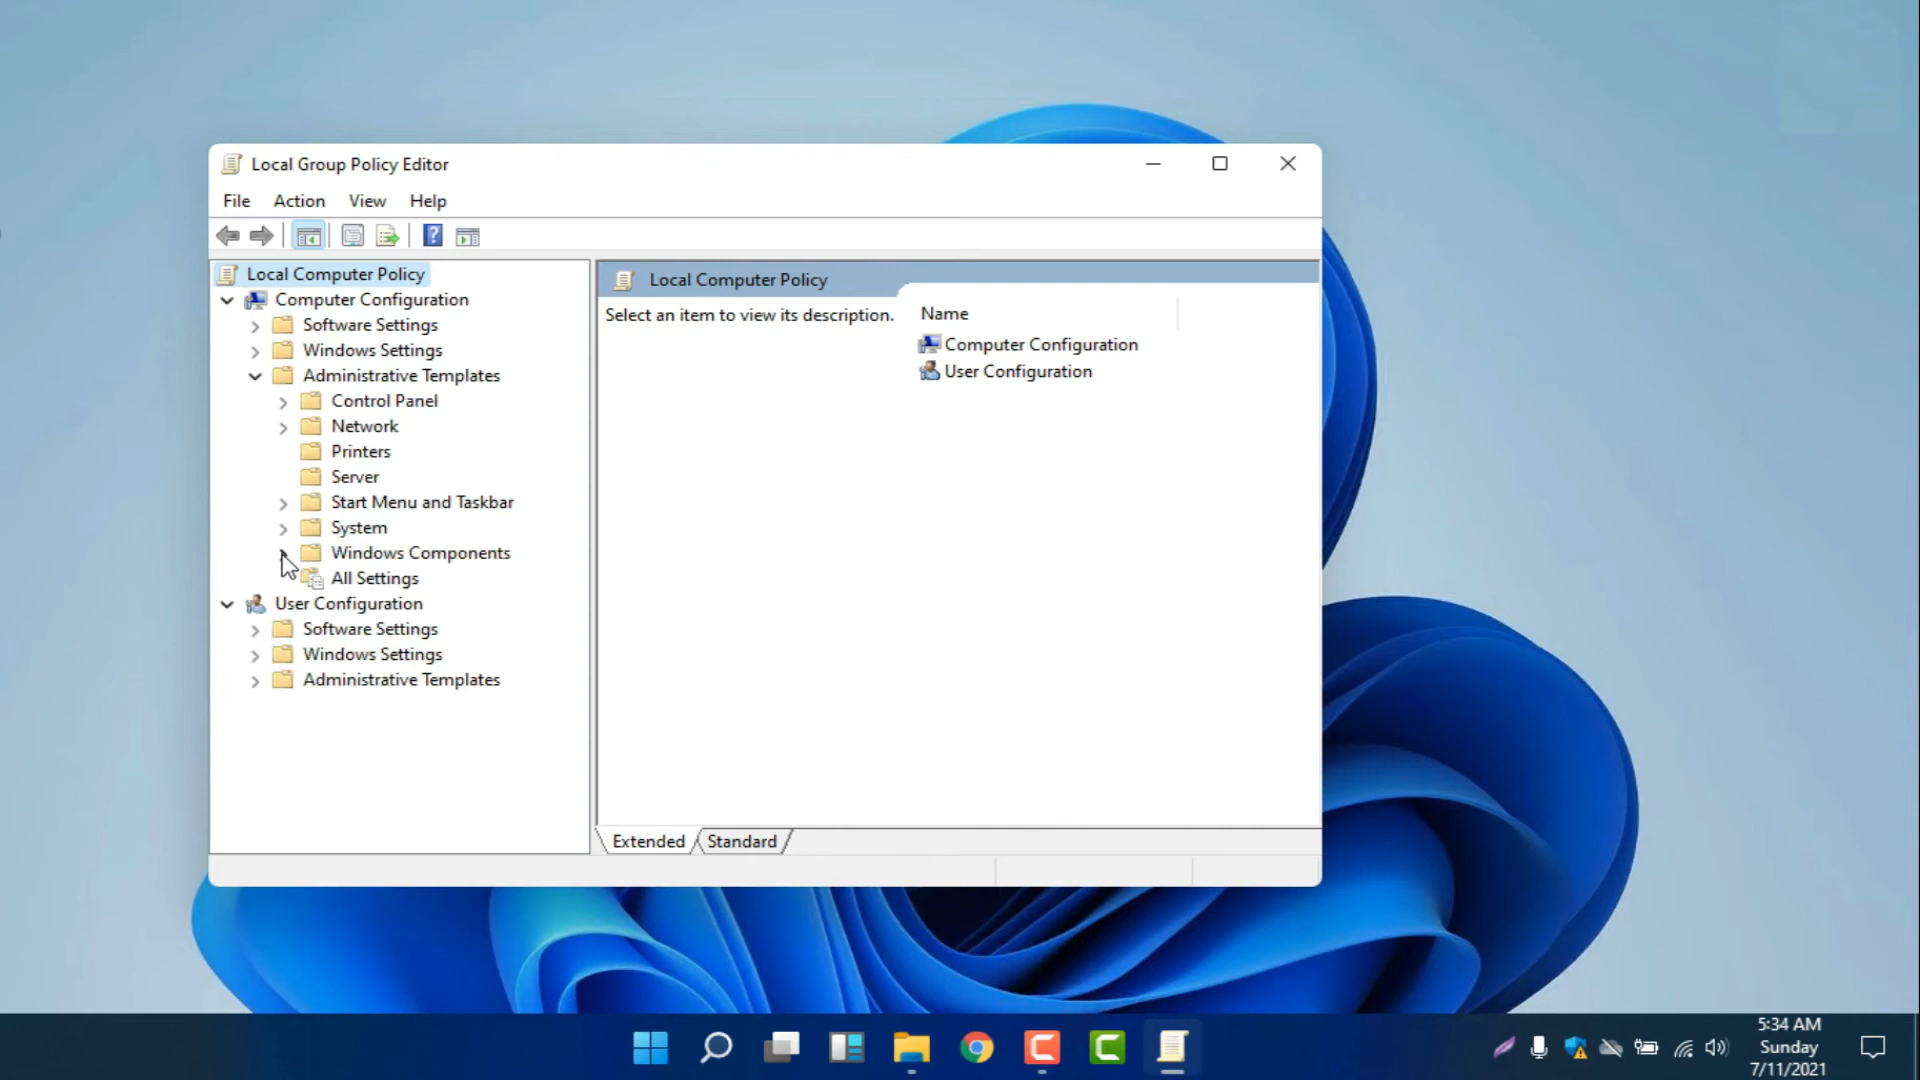 Local Group Policy Editor
File Action View Help
Local Computer Policy
Computer Configuration
Software Settings
Windows Settings
Administrative Templates
Control Panel
Network
Printers
Server
Start Menu and Taskbar
System
Windows Components
All Settings
User Configuration
Software Settings
Windows Settings
Administrative Templates
Local Computer Policy
Select an item to view its description.
Name
Computer Configuration
User Configuration
Extended Standard
5:34 AM
Sunday
7/11/2021